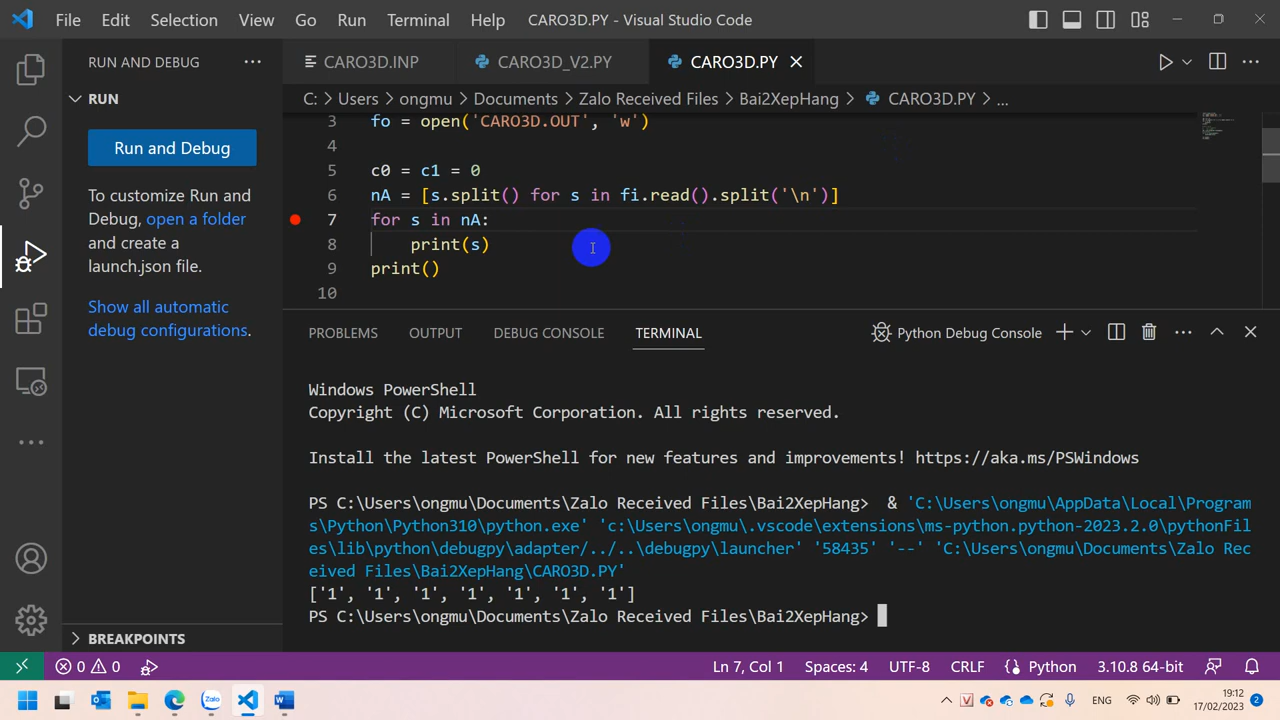 File Edit Selection View Go Run Terminal Help CARO3D.PY - Visual Studio Code
RUN AND DEBUG ···
CARO3D.INP CARO3D_V2.PY CARO3D.PY
C: > Users > ongmu > Documents > Zalo Received Files > Bai2XepHang > CARO3D.PY > ...
RUN
Run and Debug
To customize Run and
Debug, open a folder
and create a
launch.json file.
Show all automatic
debug configurations.
BREAKPOINTS
3 fo = open('CARO3D.OUT', 'w')
4
5 c0 = c1 = 0
6 nA = [s.split() for s in fi.read().split('\n')]
7 for s in nA:
8 print(s)
9 print()
10
PROBLEMS OUTPUT DEBUG CONSOLE TERMINAL Python Debug Console
Windows PowerShell
Copyright (C) Microsoft Corporation. All rights reserved.
Install the latest PowerShell for new features and improvements! https://aka.ms/PSWindows
PS C:\Users\ongmu\Documents\Zalo Received Files\Bai2XepHang> & 'C:\Users\ongmu\AppData\Local\Program
s\Python\Python310\python.exe' 'c:\Users\ongmu\.vscode\extensions\ms-python.python-2023.2.0\pythonFil
es\lib\python\debugpy\adapter/../..\debugpy\launcher' '58435' '--' 'C:\Users\ongmu\Documents\Zalo Rec
eived Files\Bai2XepHang\CARO3D.PY'
['1', '1', '1', '1', '1', '1', '1']
PS C:\Users\ongmu\Documents\Zalo Received Files\Bai2XepHang>
0 0 Ln 7, Col 1 Spaces: 4 UTF-8 CRLF Python 3.10.8 64-bit
Zalo ENG 19:12
17/02/2023 2